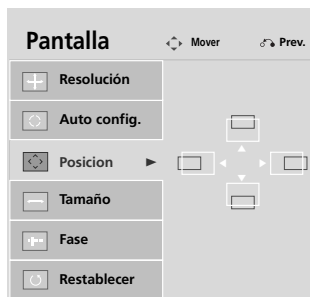 Pantalla
Mover
Prev.
Resolución
Auto config.
Posicion
Tamaño
Fase
Restablecer